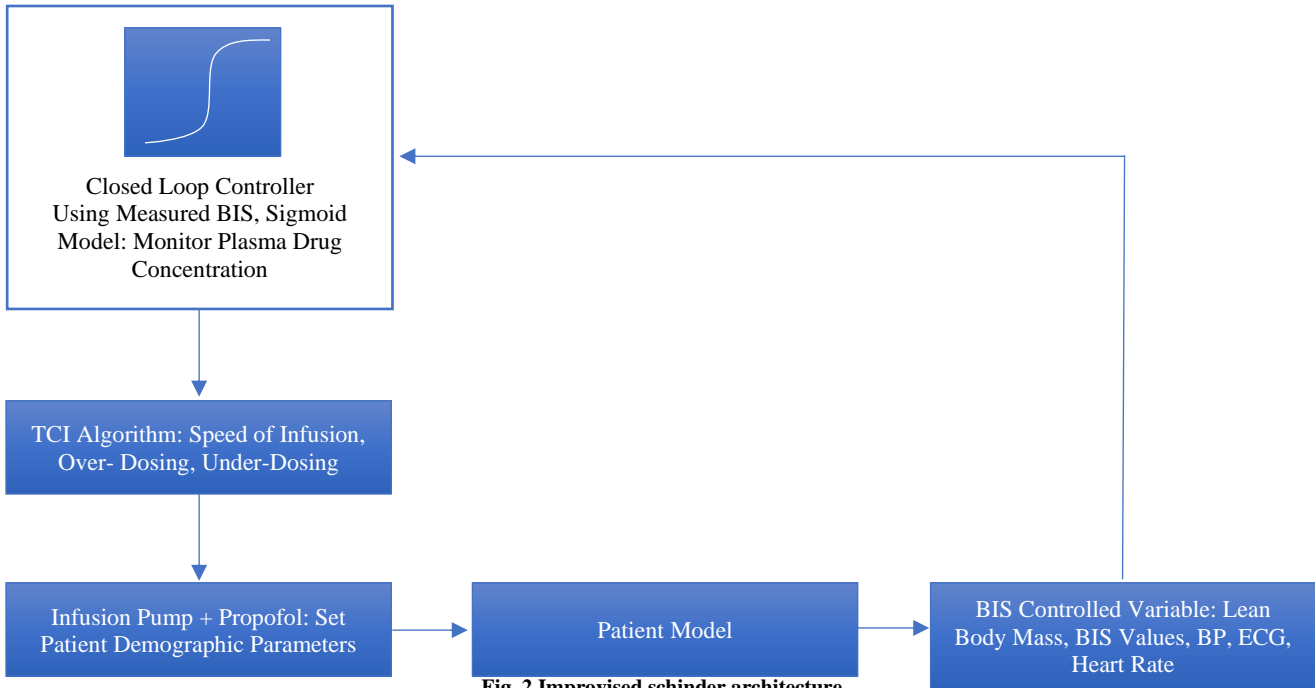 Closed Loop Controller
Using Measured BIS, Sigmoid
Model: Monitor Plasma Drug
Concentration
TCI Algorithm: Speed of Infusion,
Over- Dosing, Under-Dosing
Infusion Pump + Propofol: Set
Patient Demographic Parameters
Patient Model
BIS Controlled Variable: Lean
Body Mass, BIS Values, BP, ECG,
Heart Rate
Fig. 2 Improvised schinder architecture